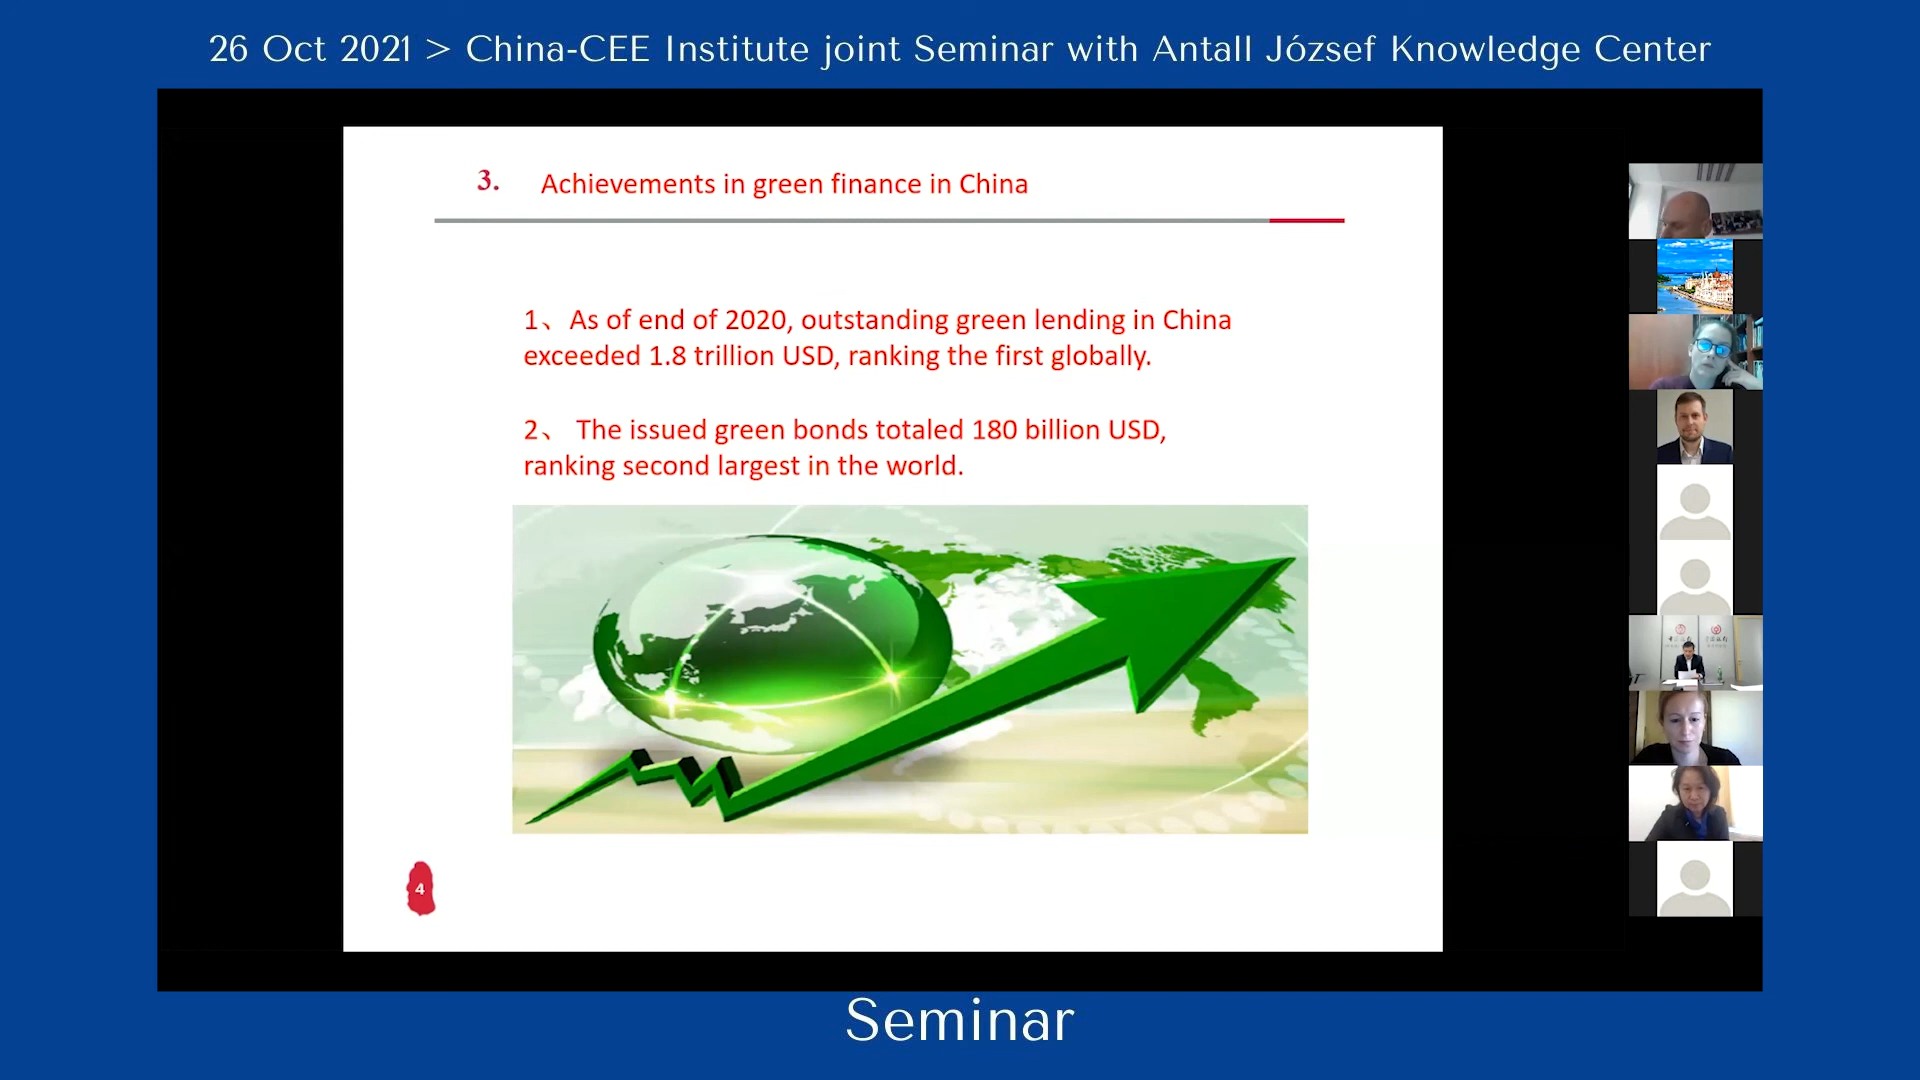 26 Oct 2021 > China-CEE Institute joint Seminar with Antall József Knowledge Center
3. Achievements in green finance in China
1、As of end of 2020, outstanding green lending in China
exceeded 1.8 trillion USD, ranking the first globally.
2、 The issued green bonds totaled 180 billion USD,
ranking second largest in the world.
4
Seminar